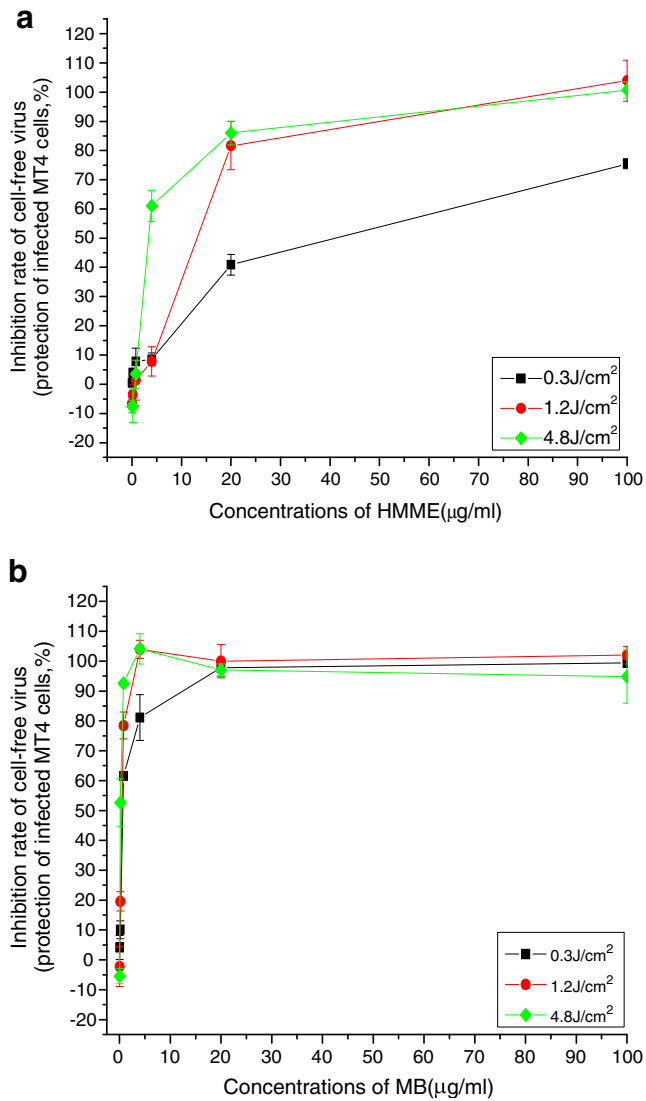 a
Inhibition rate of cell-free virus
(protection of infected MT4 cells,%)
120
110
100
90
80
70
60
50
40
30
20
10
0
-10
-20
0 10 20 30 40 50 60 70 80 90 100
Concentrations of HMME(μg/ml)
0.3J/cm²
1.2J/cm²
4.8J/cm²
b
Inhibition rate of cell-free virus
(protection of infected MT4 cells,%)
120
110
100
90
80
70
60
50
40
30
20
10
0
-10
-20
0 10 20 30 40 50 60 70 80 90 100
Concentrations of MB(μg/ml)
0.3J/cm²
1.2J/cm²
4.8J/cm²